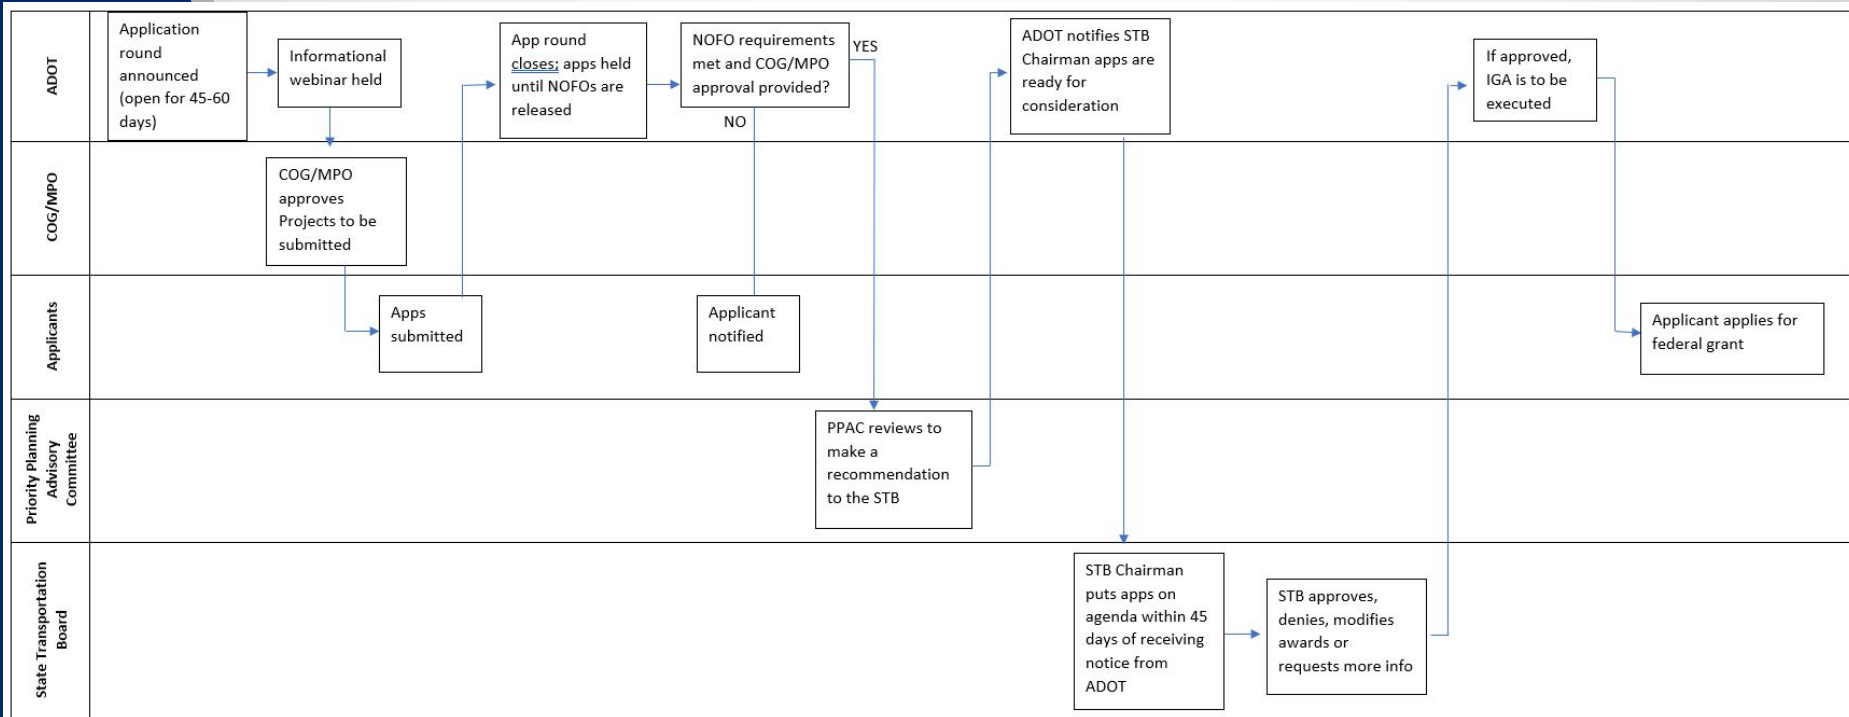 ADOT
Application
round
announced
(open for 45-60
days)
Informational
webinar held
App round
closes; apps held
until NOFOs are
released
NOFO requirements
met and COG/MPO
approval provided?
YES
NO
ADOT notifies STB
Chairman apps are
ready for
consideration
If approved,
IGA is to be
executed
COG/MPO
COG/MPO
approves
Projects to be
submitted
Applicants
Apps
submitted
Applicant
notified
Applicant applies for
federal grant
Priority Planning
Advisory
Committee
PPAC reviews to
make a
recommendation
to the STB
State Transportation
Board
STB Chairman
puts apps on
agenda within 45
days of receiving
notice from
ADOT
STB approves,
denies, modifies
awards or
requests more info